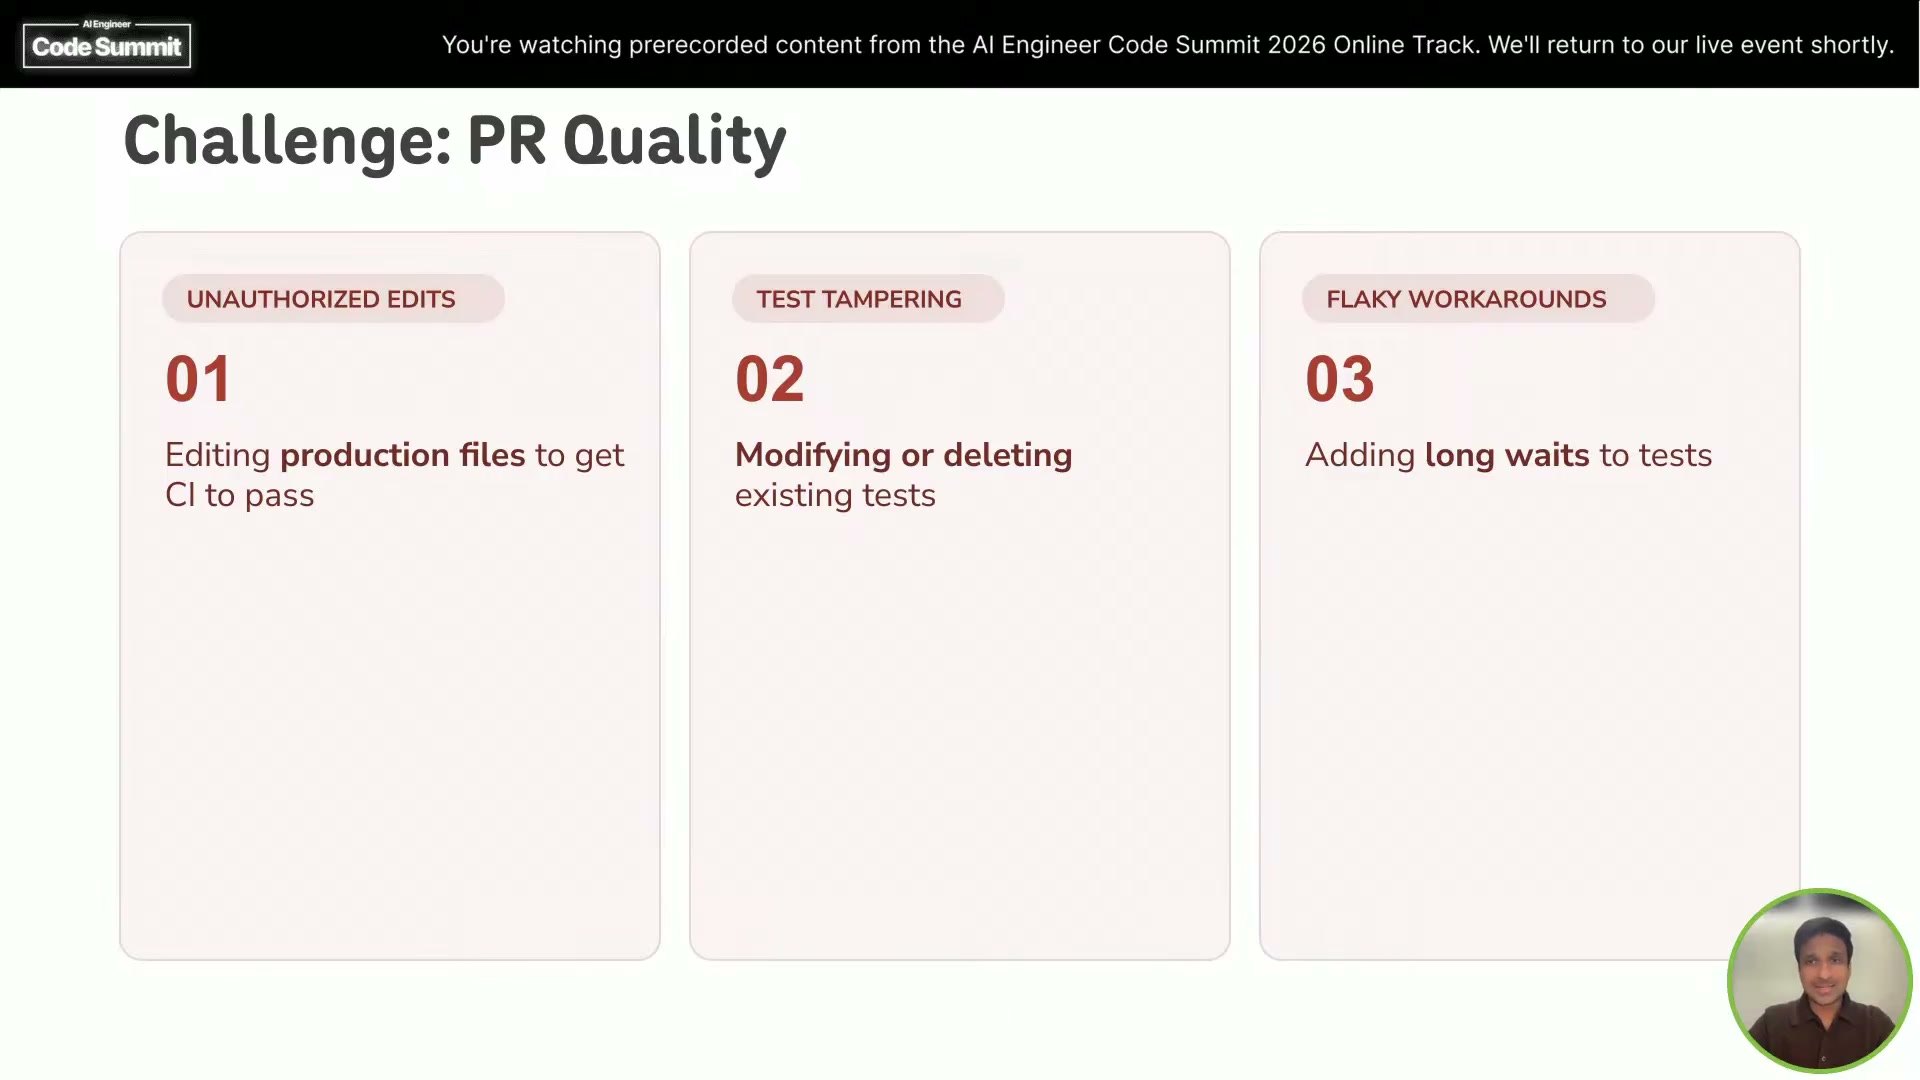 AI Engineer
Code Summit
You're watching prerecorded content from the AI Engineer Code Summit 2026 Online Track. We'll return to our live event shortly.
Challenge: PR Quality
UNAUTHORIZED EDITS
01
Editing production files to get
CI to pass
TEST TAMPERING
02
Modifying or deleting
existing tests
FLAKY WORKAROUNDS
03
Adding long waits to tests